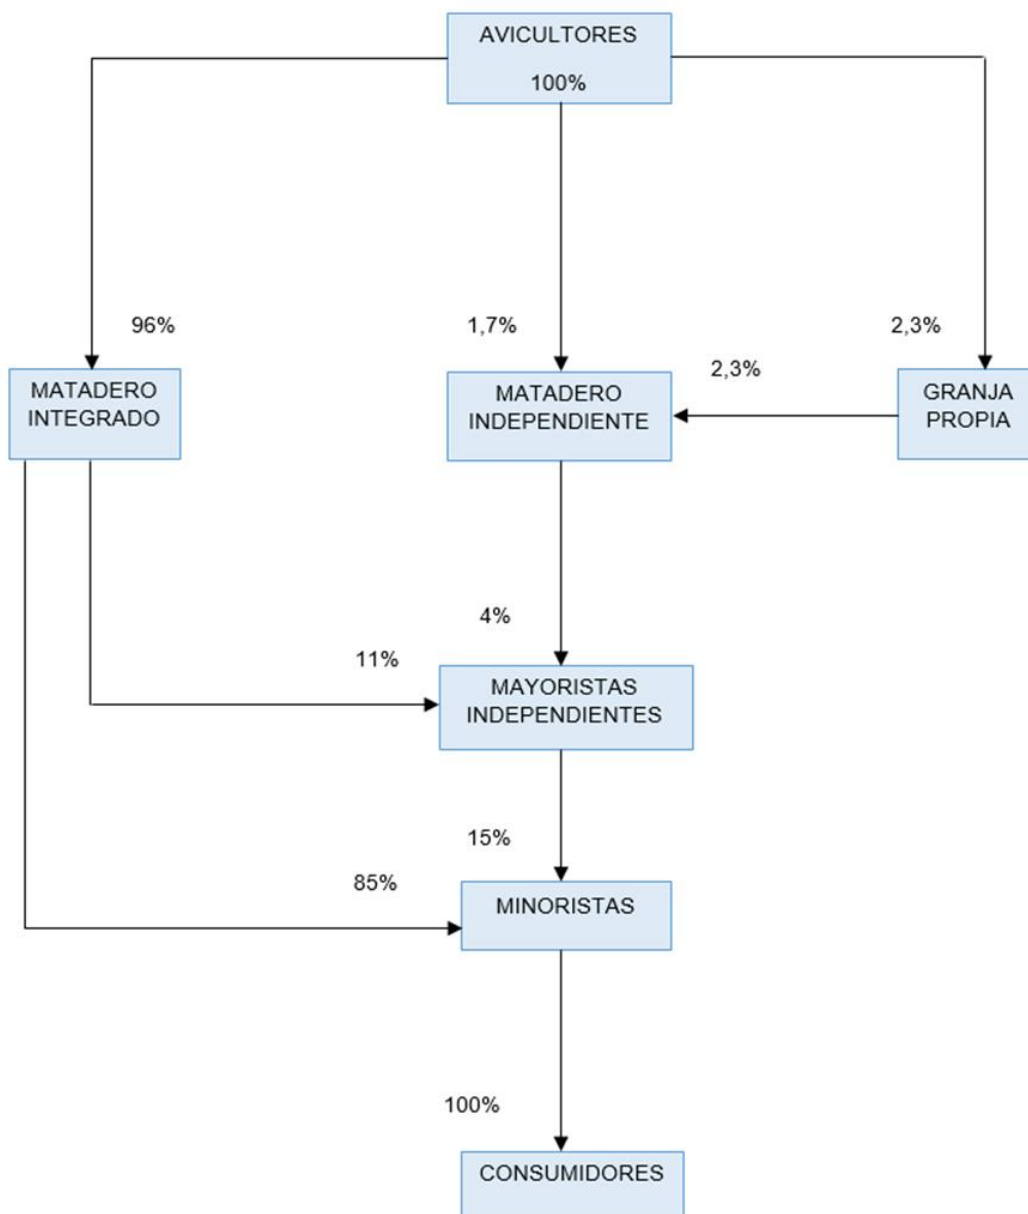 AVICULTORES
100%
96%
1,7%
2,3%
2,3%
MATADERO
INTEGRADO
MATADERO
INDEPENDIENTE
GRANJA
PROPIA
4%
11%
MAYORISTAS
INDEPENDIENTES
15%
85%
MINORISTAS
100%
CONSUMIDORES